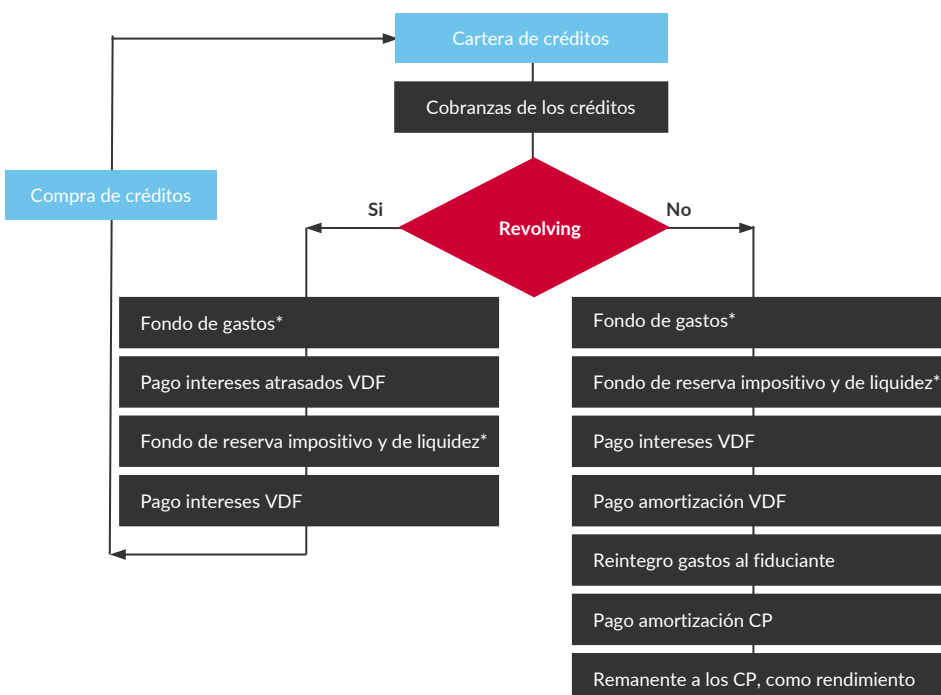 Cartera de créditos
Cobranzas de los créditos
Compra de créditos
Si
Revolving
No
Fondo de gastos*
Pago intereses atrasados VDF
Fondo de reserva impositivo y de liquidez*
Pago intereses VDF
Fondo de gastos*
Fondo de reserva impositivo y de liquidez*
Pago intereses VDF
Pago amortización VDF
Reintegro gastos al fiduciante
Pago amortización CP
Remanente a los CP, como rendimiento